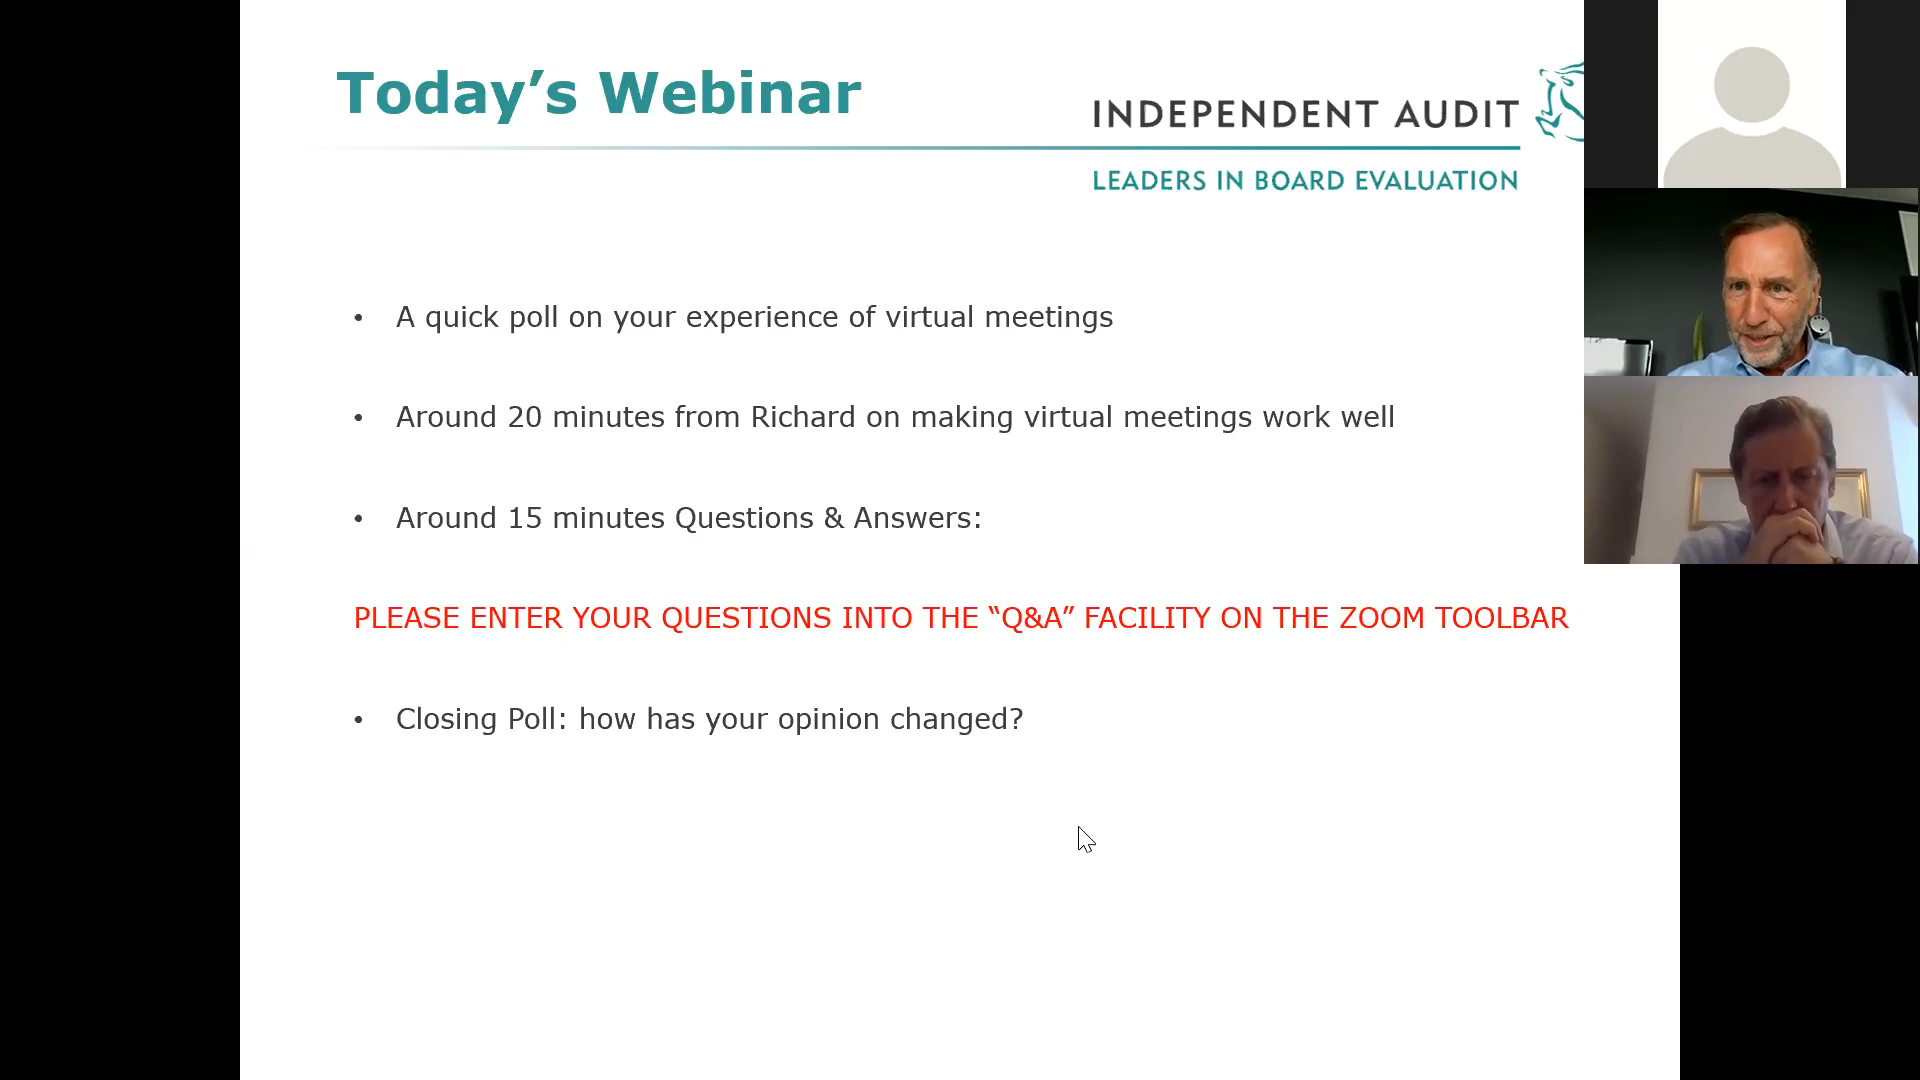 Today’s Webinar
INDEPENDENT AUDIT
LEADERS IN BOARD EVALUATION
• A quick poll on your experience of virtual meetings
• Around 20 minutes from Richard on making virtual meetings work well
• Around 15 minutes Questions & Answers:
PLEASE ENTER YOUR QUESTIONS INTO THE “Q&A” FACILITY ON THE ZOOM TOOLBAR
• Closing Poll: how has your opinion changed?